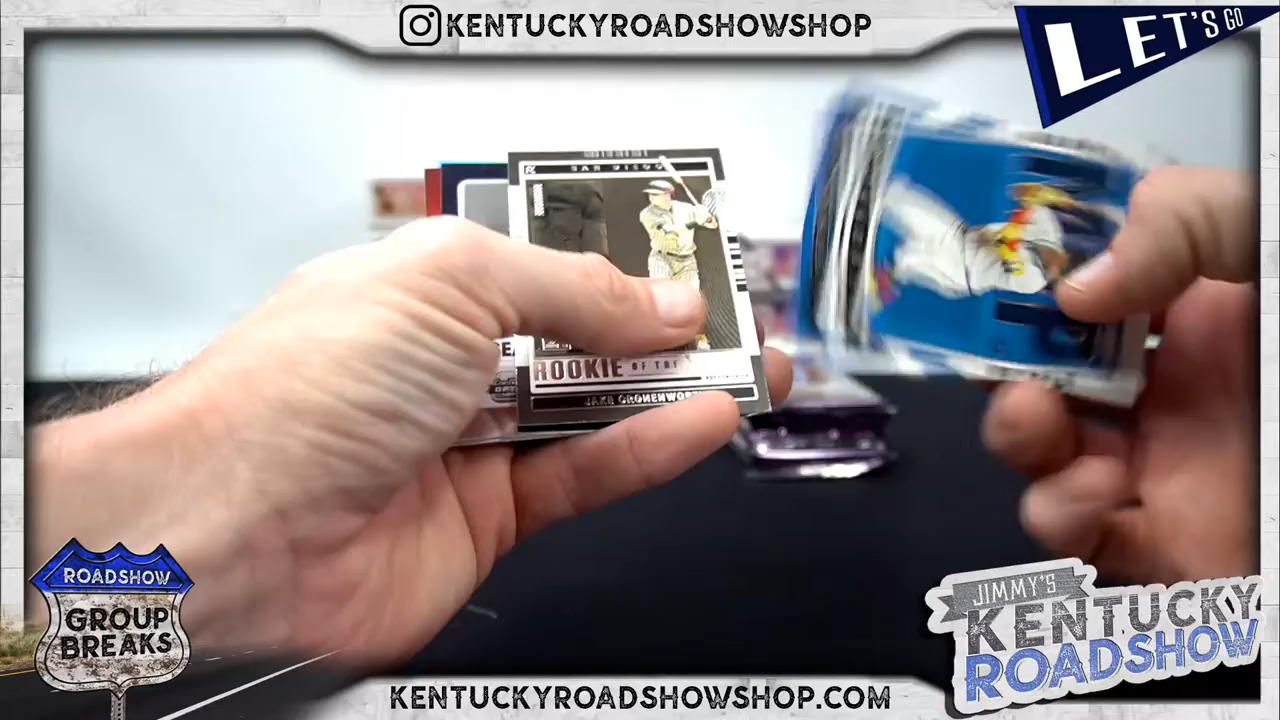 KENTUCKYROADSHOWSHOP
LET'S GO
SAN DIEGO
ROOKIE OF THE
JAKE CRONENWORTH
ROADSHOW
GROUP
BREAKS
JIMMY'S
KENTUCKY
ROADSHOW
KENTUCKYROADSHOWSHOP.COM